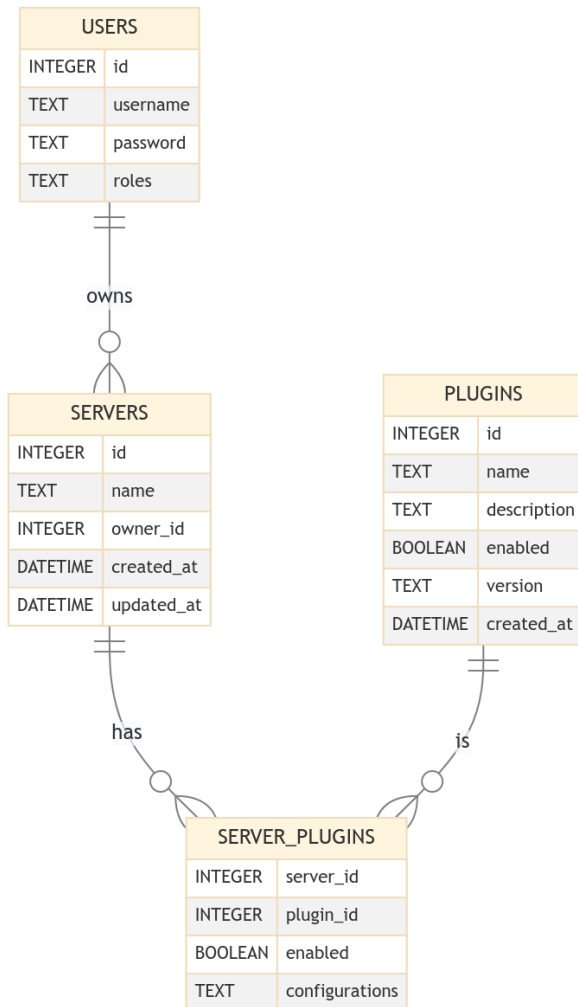 USERS
INTEGER id
TEXT username
TEXT password
TEXT roles
owns
SERVERS
INTEGER id
TEXT name
INTEGER owner_id
DATETIME created_at
DATETIME updated_at
PLUGINS
INTEGER id
TEXT name
TEXT description
BOOLEAN enabled
TEXT version
DATETIME created_at
has
is
SERVER_PLUGINS
INTEGER server_id
INTEGER plugin_id
BOOLEAN enabled
TEXT configurations